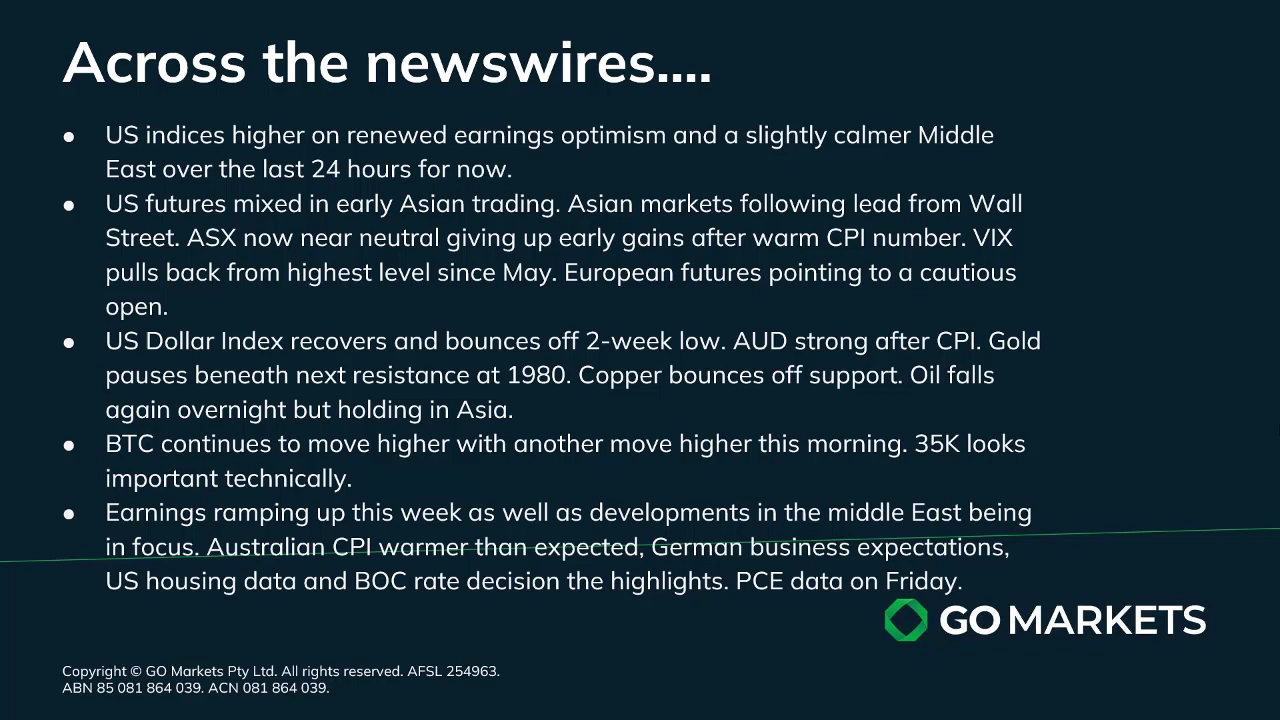 Across the newswires....
● US indices higher on renewed earnings optimism and a slightly calmer Middle
East over the last 24 hours for now.
● US futures mixed in early Asian trading. Asian markets following lead from Wall
Street. ASX now near neutral giving up early gains after warm CPI number. VIX
pulls back from highest level since May. European futures pointing to a cautious
open.
● US Dollar Index recovers and bounces off 2-week low. AUD strong after CPI. Gold
pauses beneath next resistance at 1980. Copper bounces off support. Oil falls
again overnight but holding in Asia.
● BTC continues to move higher with another move higher this morning. 35K looks
important technically.
● Earnings ramping up this week as well as developments in the middle East being
in focus. Australian CPI warmer than expected, German business expectations,
US housing data and BOC rate decision the highlights. PCE data on Friday.
GO MARKETS
Copyright © GO Markets Pty Ltd. All rights reserved. AFSL 254963.
ABN 85 081 864 039. ACN 081 864 039.